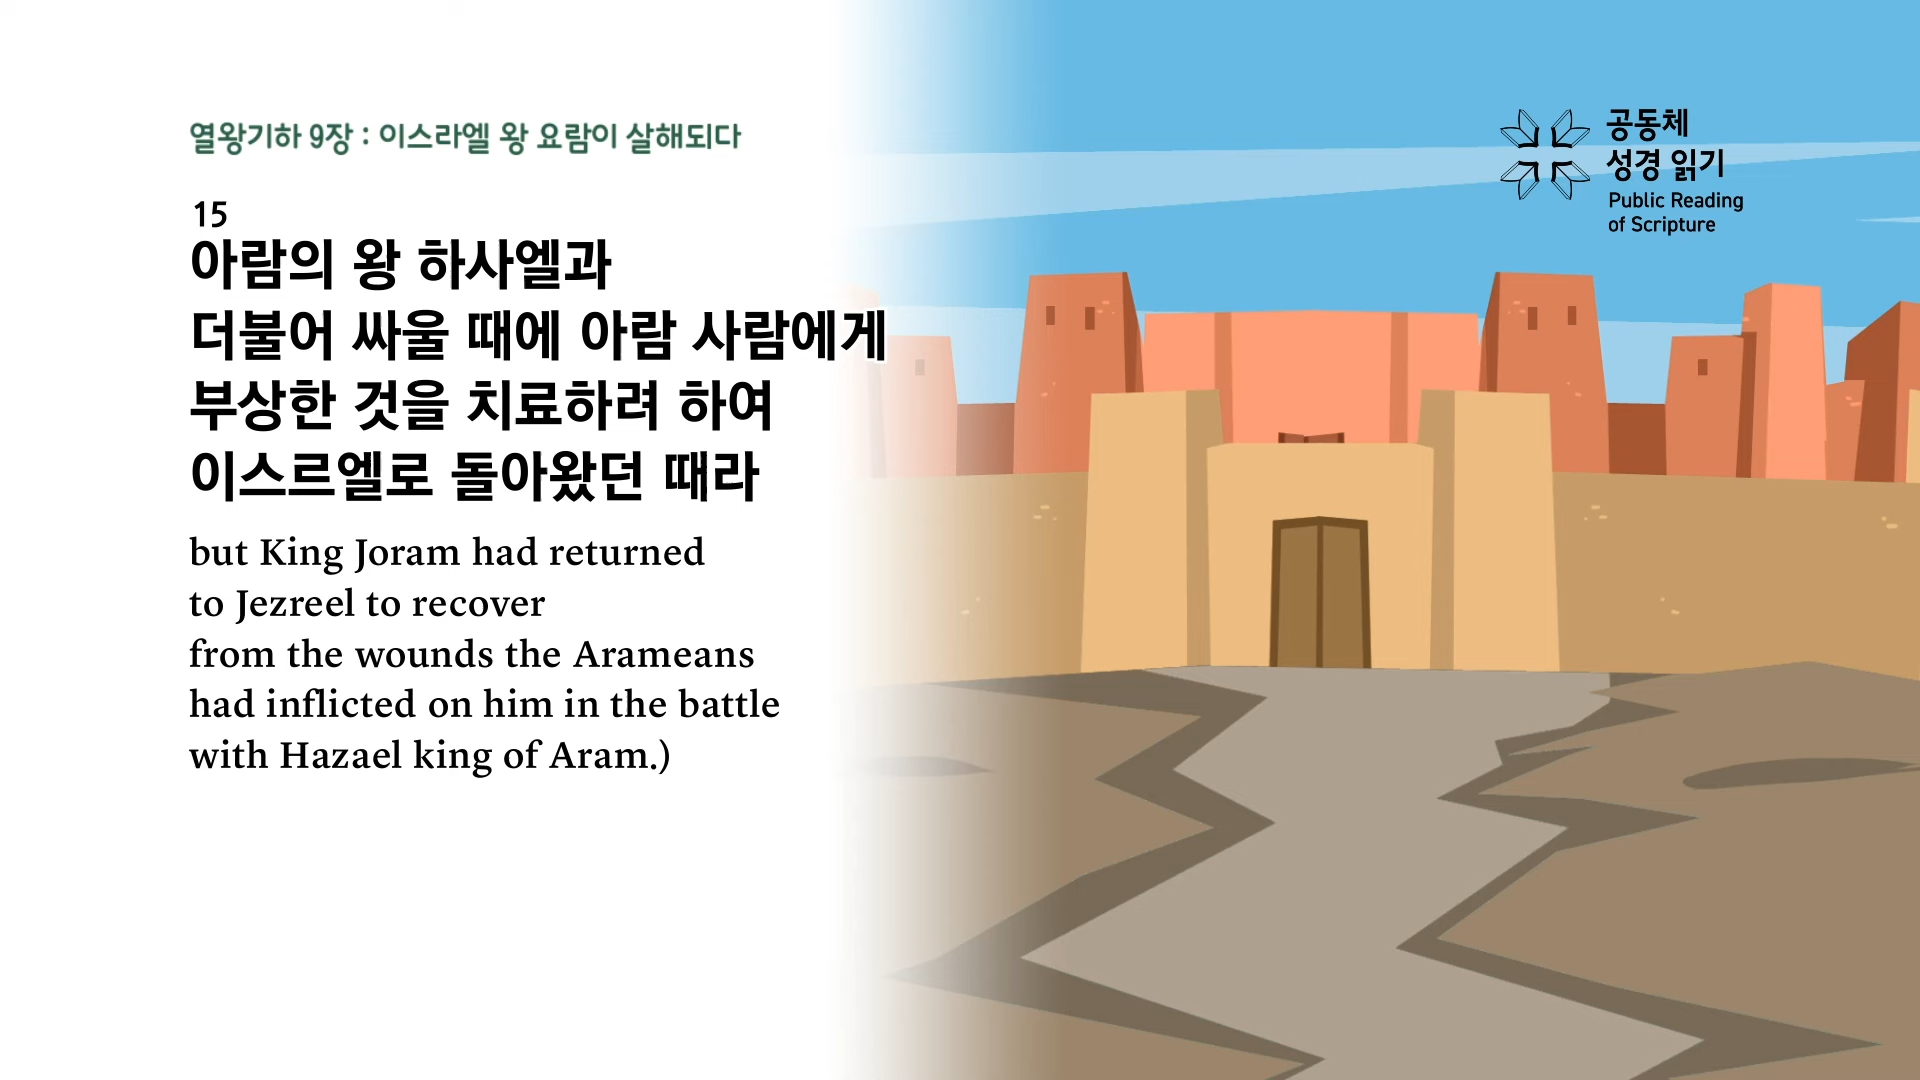 열왕기하 9장 : 이스라엘 왕 요람이 살해되다
15
아람의 왕 하사엘과
더불어 싸울 때에 아람 사람에게
부상한 것을 치료하려 하여
이스르엘로 돌아왔던 때라
but King Joram had returned
to Jezreel to recover
from the wounds the Arameans
had inflicted on him in the battle
with Hazael king of Aram.)
공동체
성경 읽기
Public Reading
of Scripture